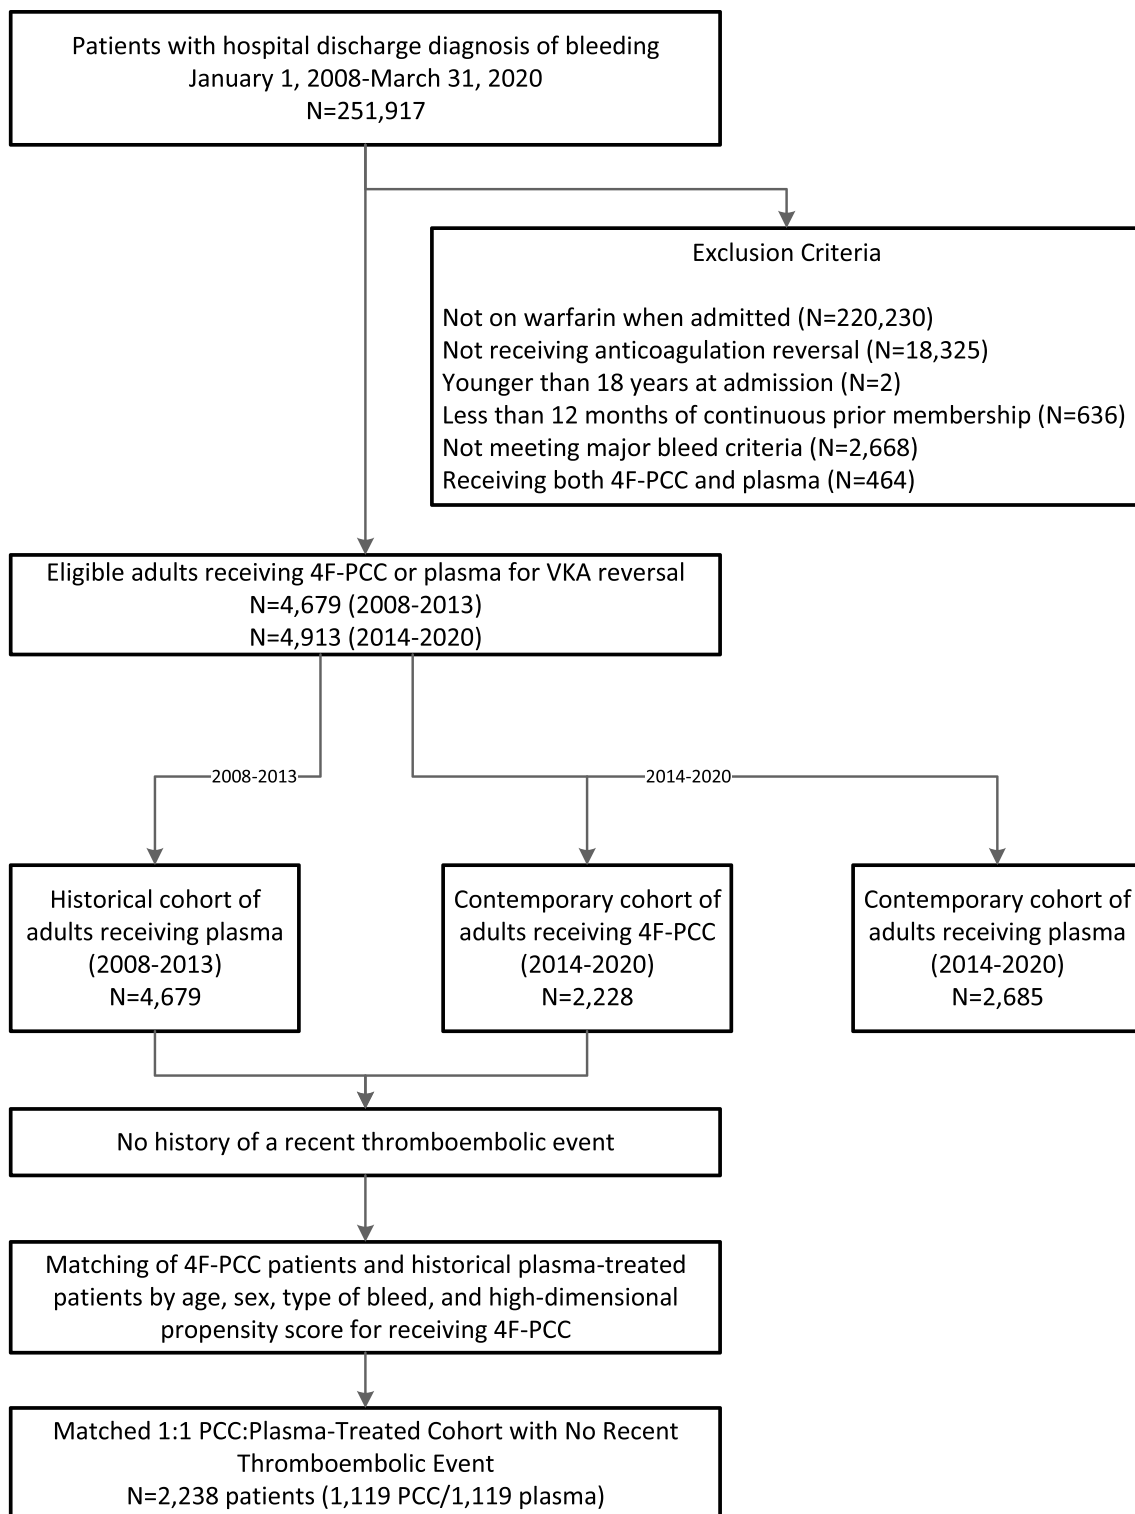 Patients with hospital discharge diagnosis of bleeding
January 1, 2008-March 31, 2020
N=251,917
Exclusion Criteria
Not on warfarin when admitted (N=220,230)
Not receiving anticoagulation reversal (N=18,325)
Younger than 18 years at admission (N=2)
Less than 12 months of continuous prior membership (N=636)
Not meeting major bleed criteria (N=2,668)
Receiving both 4F-PCC and plasma (N=464)
Eligible adults receiving 4F-PCC or plasma for VKA reversal
N=4,679 (2008-2013)
N=4,913 (2014-2020)
2008-2013
2014-2020
Historical cohort of
adults receiving plasma
(2008-2013)
N=4,679
Contemporary cohort of
adults receiving 4F-PCC
(2014-2020)
N=2,228
Contemporary cohort of
adults receiving plasma
(2014-2020)
N=2,685
No history of a recent thromboembolic event
Matching of 4F-PCC patients and historical plasma-treated
patients by age, sex, type of bleed, and high-dimensional
propensity score for receiving 4F-PCC
Matched 1:1 PCC:Plasma-Treated Cohort with No Recent
Thromboembolic Event
N=2,238 patients (1,119 PCC/1,119 plasma)